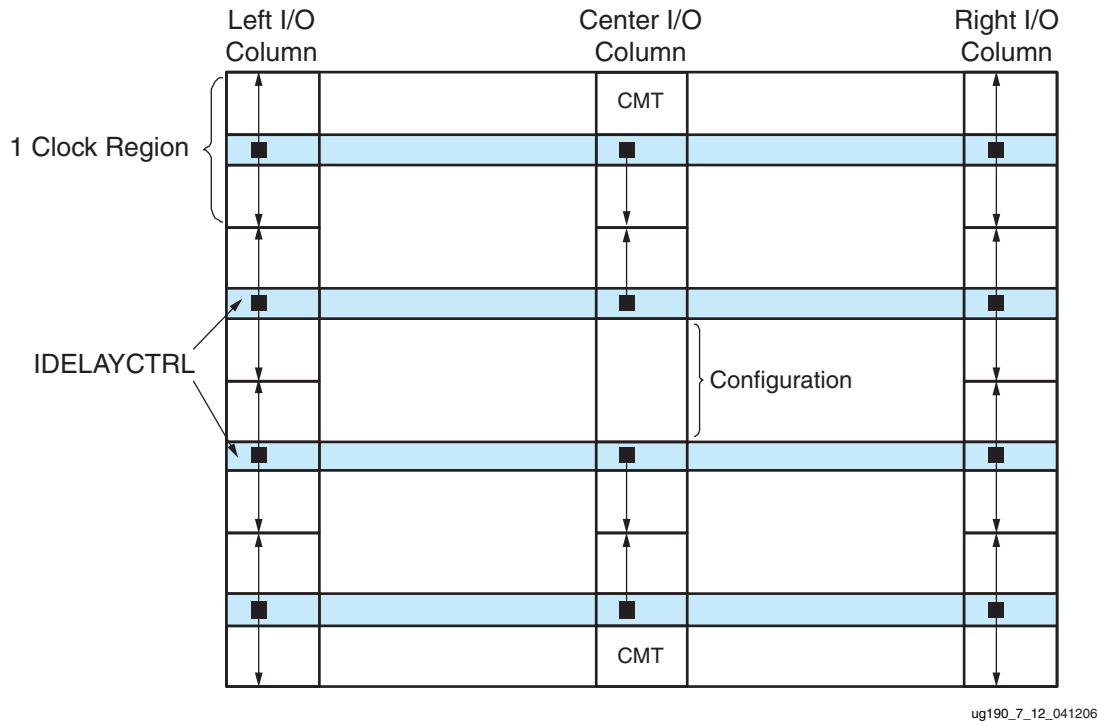 Left I/O
Column
Center I/O
Column
Right I/O
Column
CMT
1 Clock Region
IDELAYCTRL
Configuration
CMT
ug190_7_12_041206